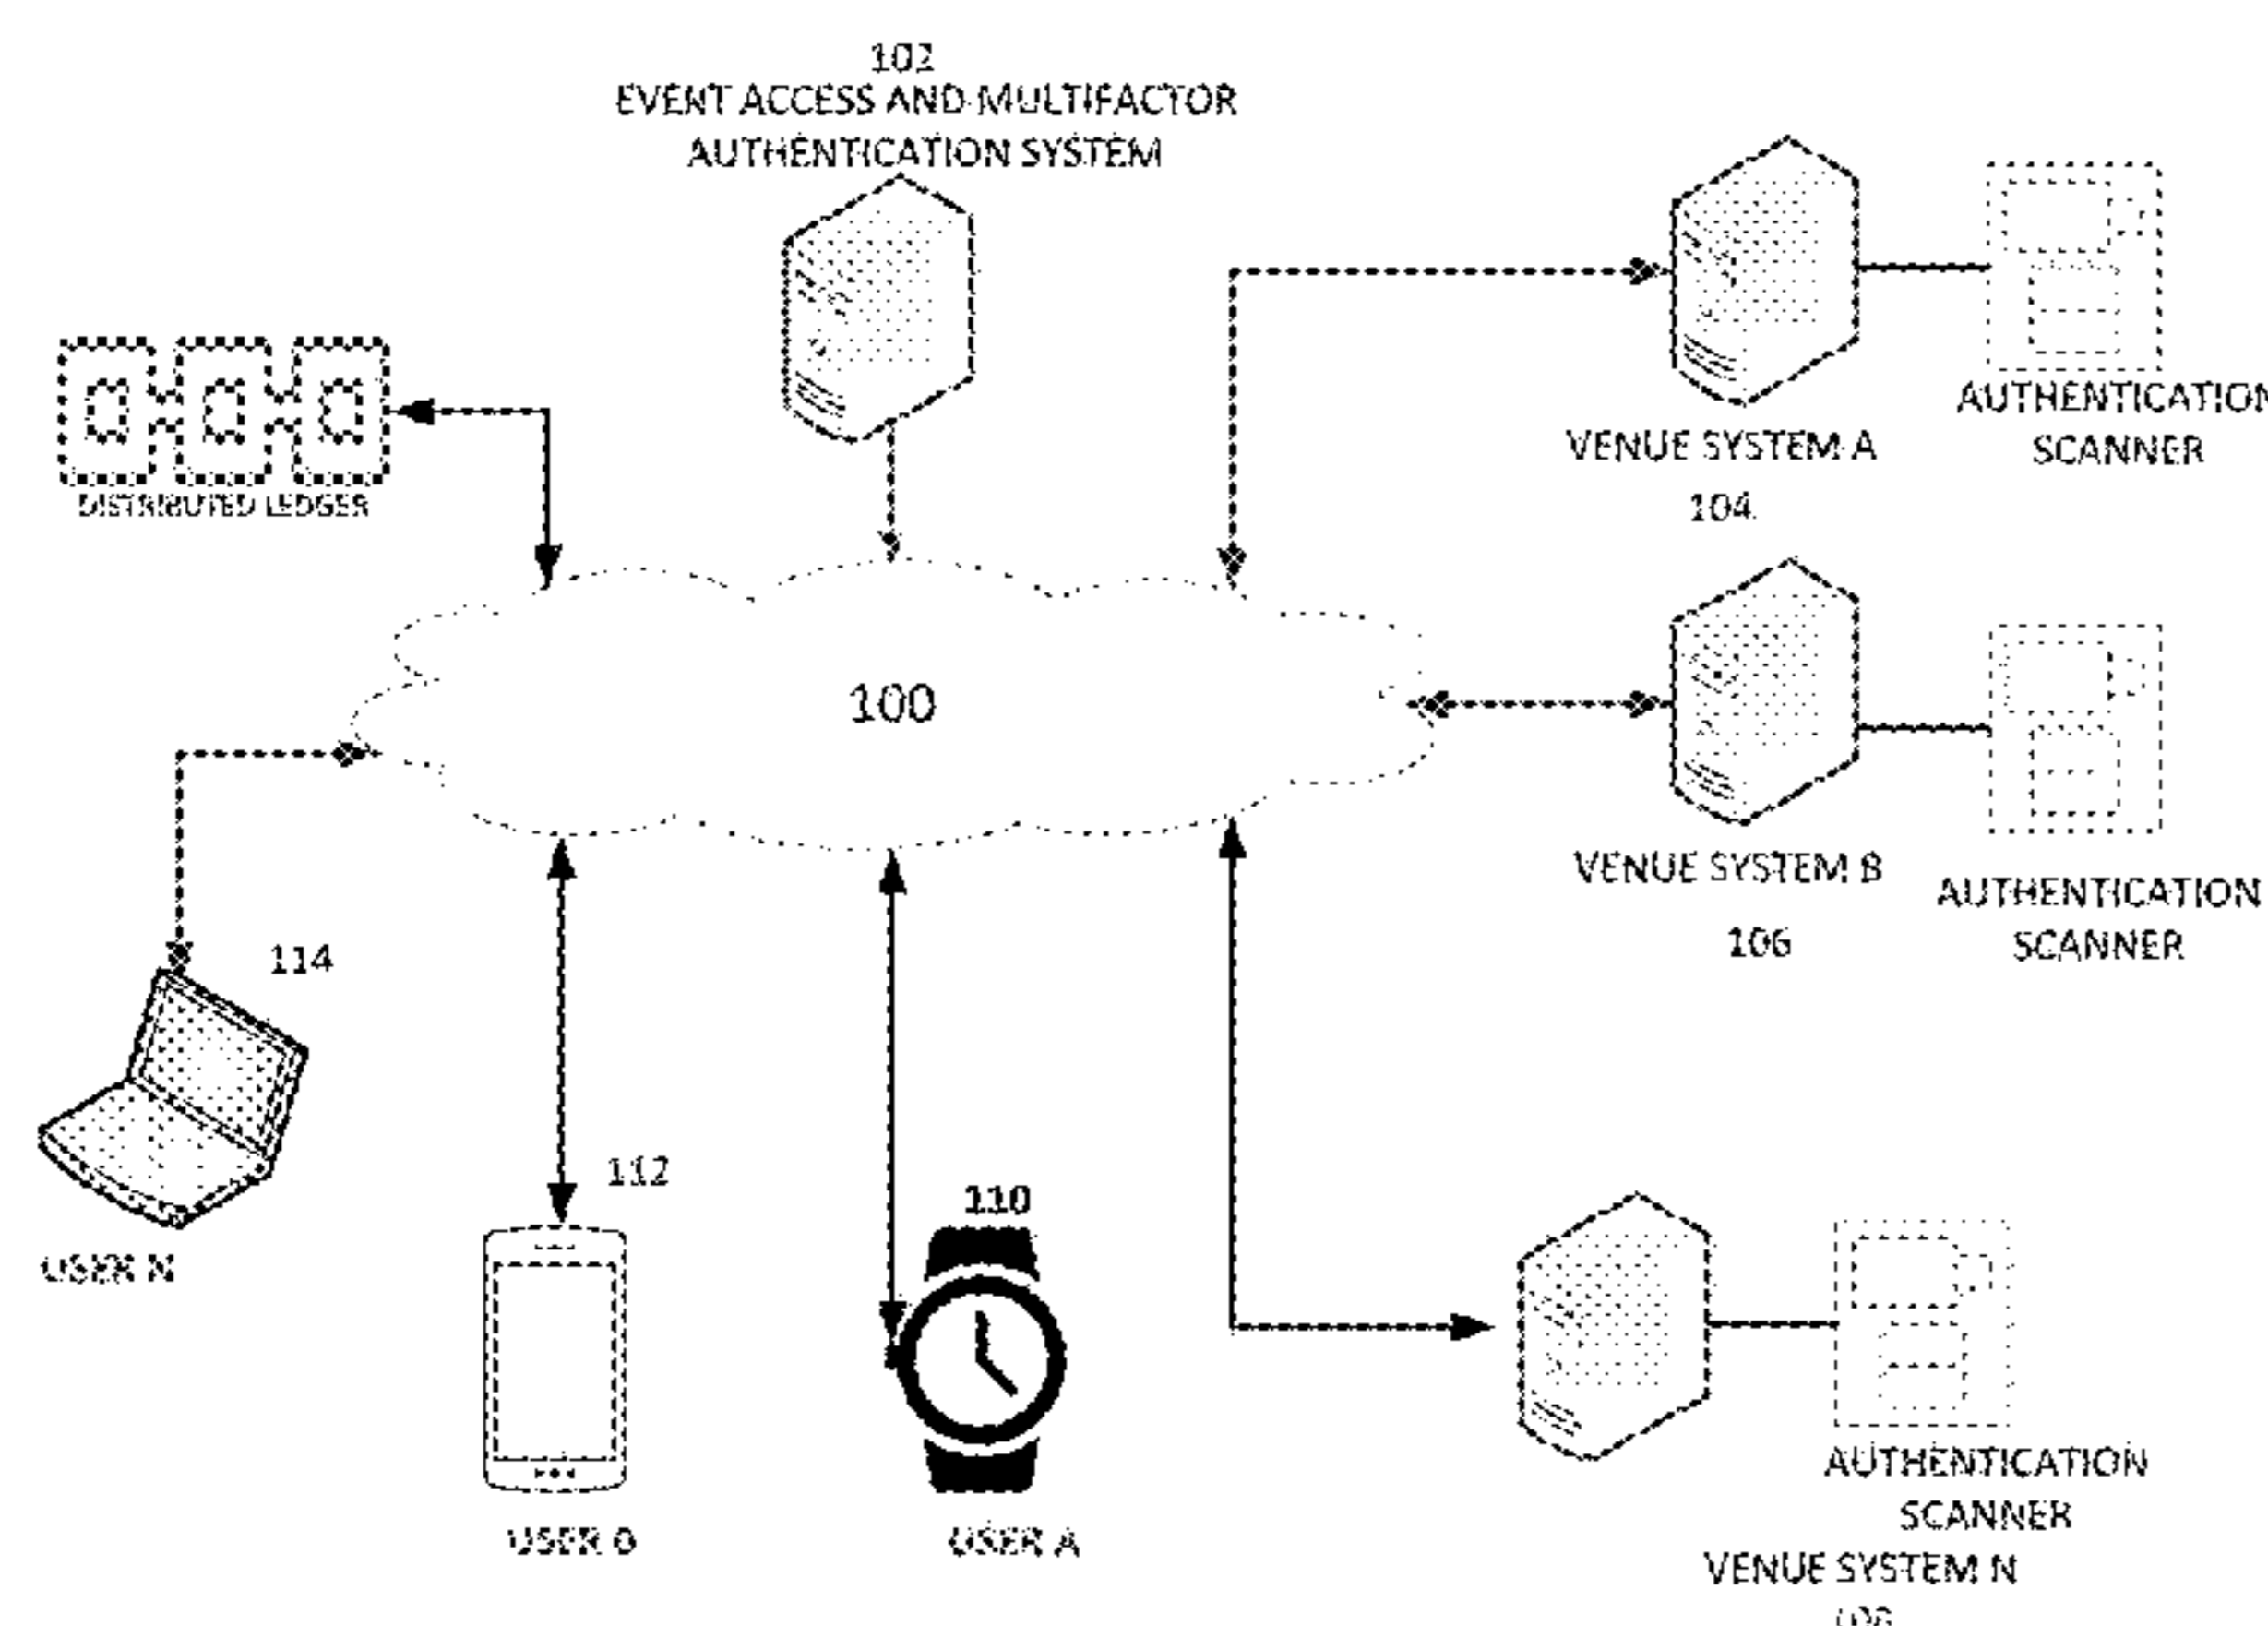 102
EVENT ACCESS AND MULTIFACTOR
AUTHENTICATION SYSTEM
DISTRIBUTED LEDGER
AUTHENTICATION
SCANNER
VENUE SYSTEM A
104
100
VENUE SYSTEM B
106
AUTHENTICATION
SCANNER
114
USER N
112
110
USER B
USER A
AUTHENTICATION
SCANNER
VENUE SYSTEM N